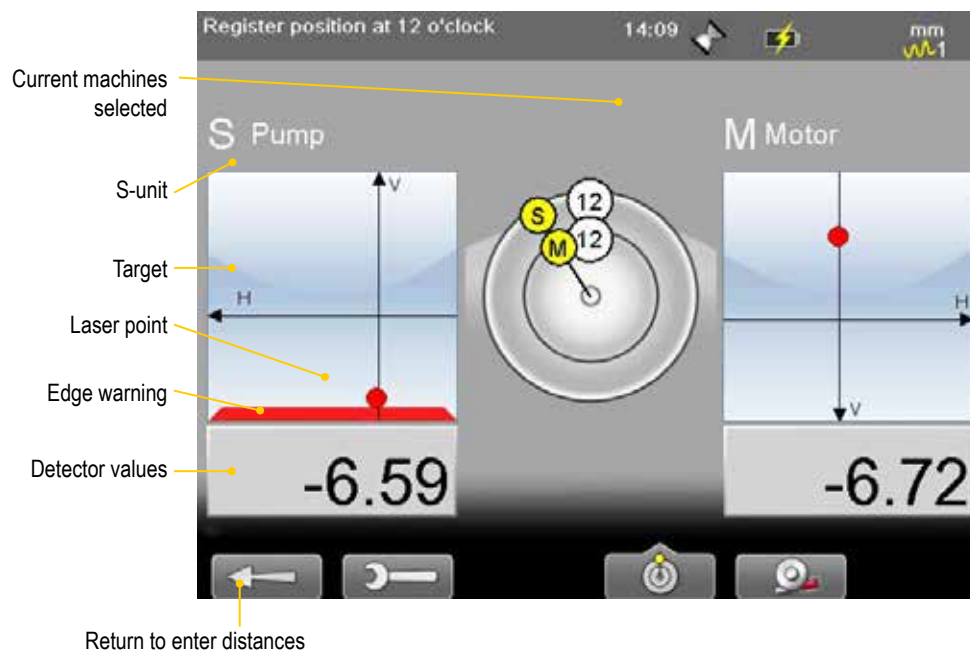 Register position at 12 o'clock
14:09
mm
1
Current machines
selected
S Pump
M Motor
S-unit
V
S
12
M
12
Target
H
H
Laser point
Edge warning
V
Detector values
-6.59
-6.72
Return to enter distances